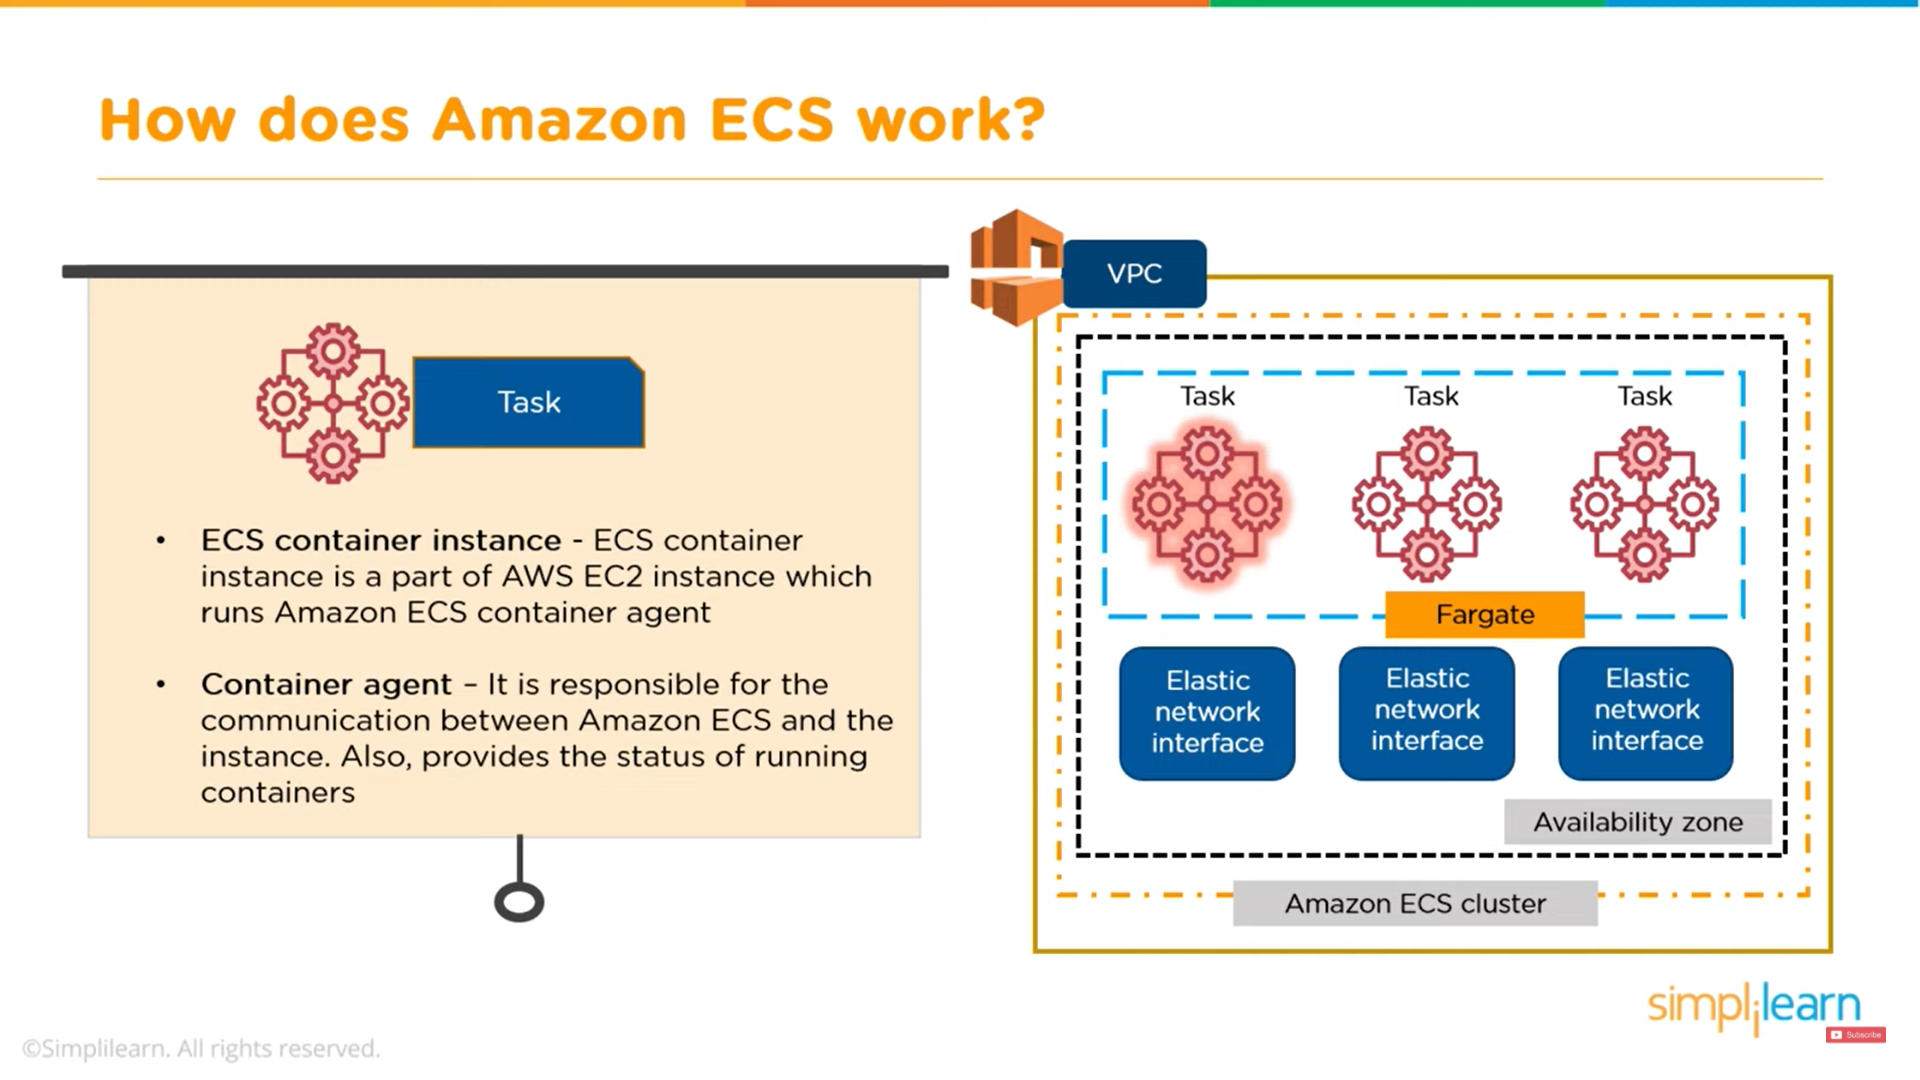 How does Amazon ECS work?
Task
• ECS container instance - ECS container
instance is a part of AWS EC2 instance which
runs Amazon ECS container agent
• Container agent – It is responsible for the
communication between Amazon ECS and the
instance. Also, provides the status of running
containers
VPC
Task Task Task
Fargate
Elastic
network
interface
Elastic
network
interface
Elastic
network
interface
Availability zone
Amazon ECS cluster
simplilearn
Subscribe
©Simplilearn. All rights reserved.